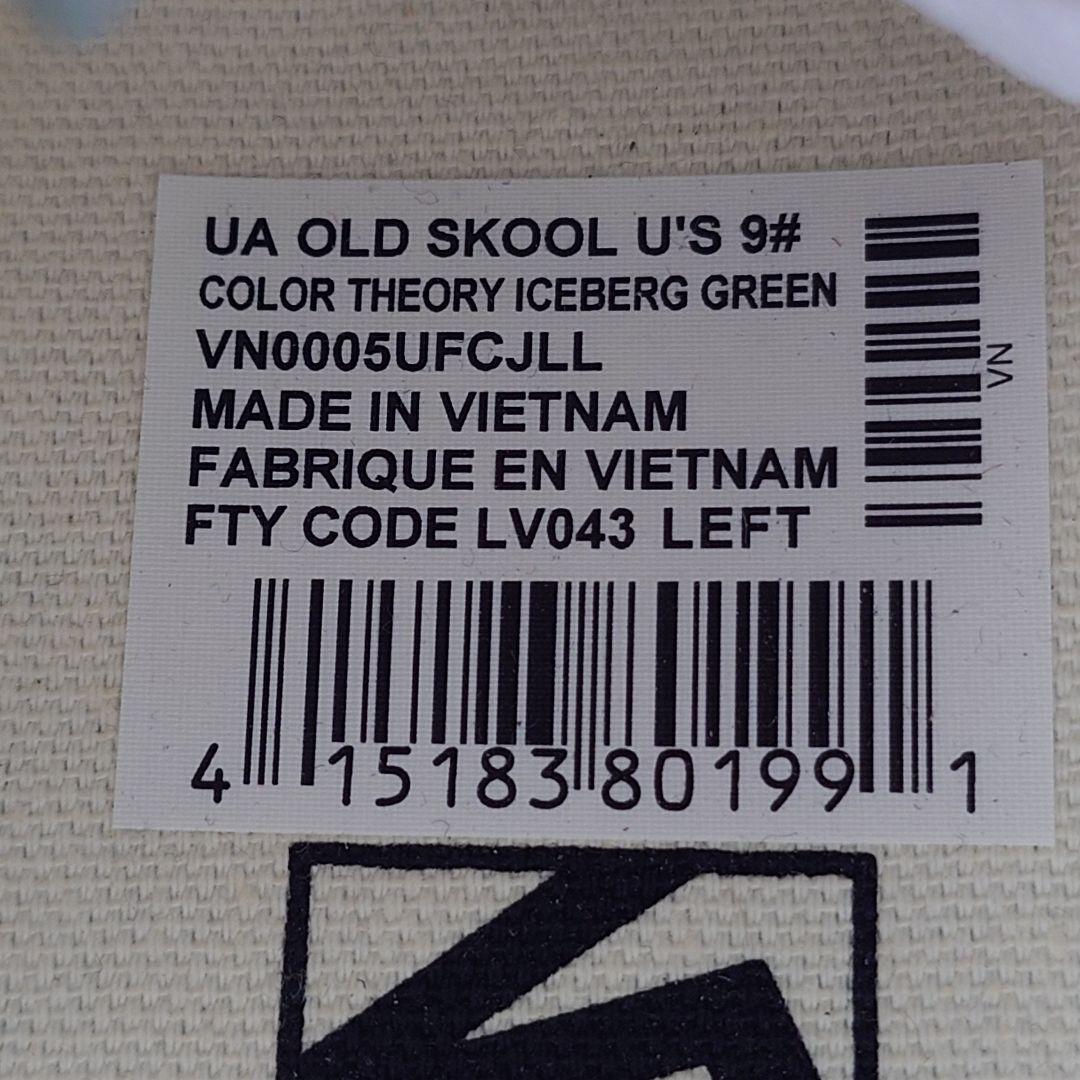 UA OLD SKOOL U'S 9#
COLOR THEORY ICEBERG GREEN
VN0005UFCJLL
MADE IN VIETNAM
FABRIQUE EN VIETNAM
FTY CODE LV043 LEFT
VN
4 15183 80199 1